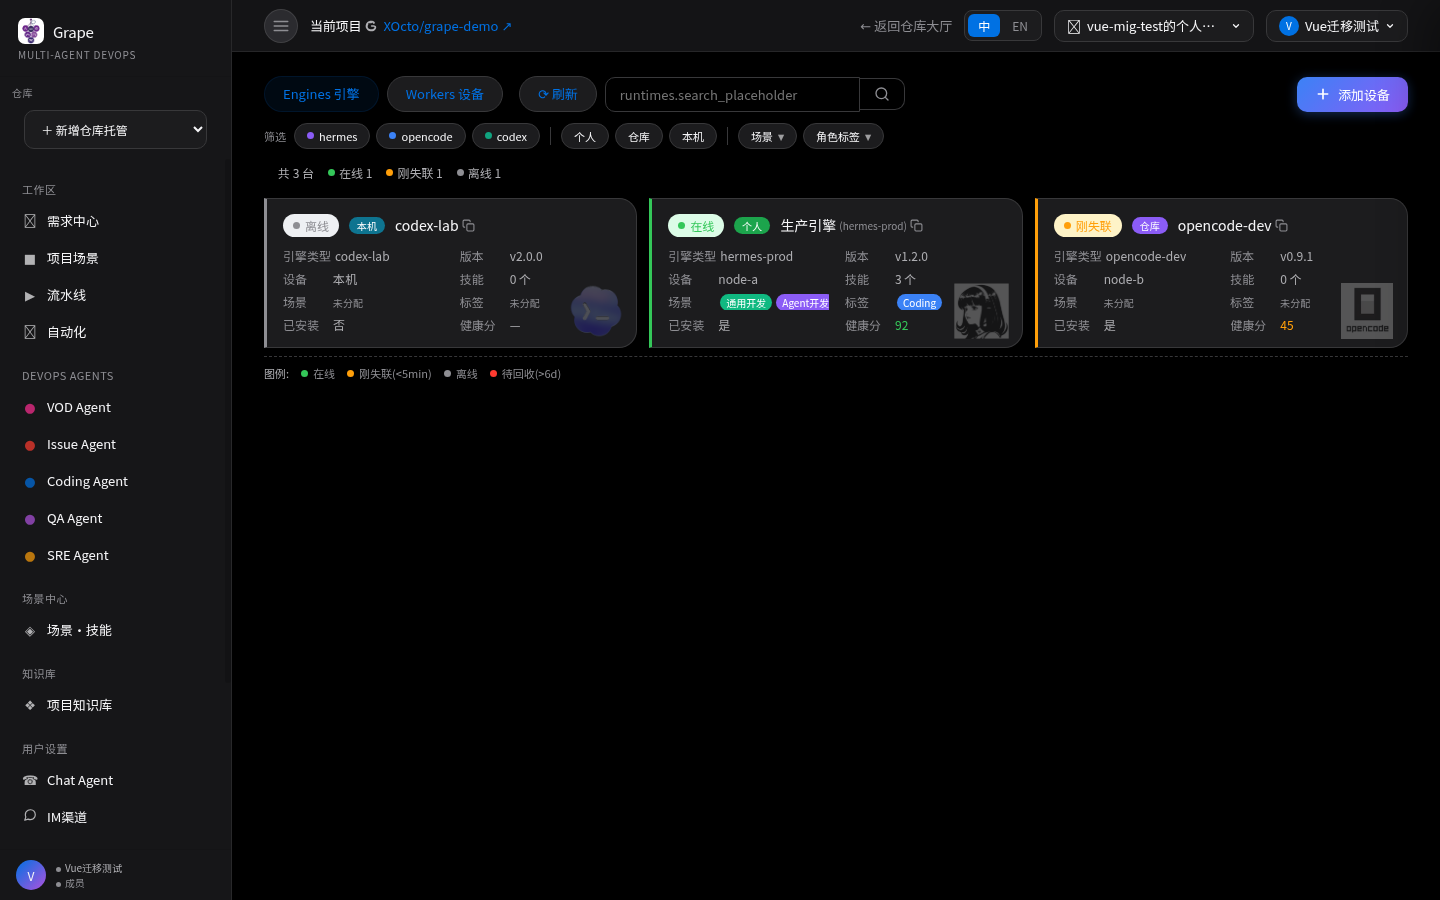 Grape
MULTI-AGENT DEVOPS
仓库
+ 新增仓库托管
工作区
需求中心
项目场景
流水线
自动化
DEVOPS AGENTS
VOD Agent
Issue Agent
Coding Agent
QA Agent
SRE Agent
场景中心
场景·技能
知识库
项目知识库
用户设置
Chat Agent
IM渠道
V Vue迁移测试
成员
当前项目 XOcto/grape-demo ↗
← 返回仓库大厅
中 EN
vue-mig-test的个人…
V Vue迁移测试
Engines 引擎 Workers 设备 ⟳ 刷新 runtimes.search_placeholder
+ 添加设备
筛选 hermes opencode codex 个人 仓库 本机 场景 ▾ 角色标签 ▾
共 3 台 在线 1 刚失联 1 离线 1
离线 本机 codex-lab
引擎类型 codex-lab 版本 v2.0.0
设备 本机 技能 0 个
场景 未分配 标签 未分配
已安装 否 健康分 —
在线 个人 生产引擎 (hermes-prod)
引擎类型 hermes-prod 版本 v1.2.0
设备 node-a 技能 3 个
场景 通用开发 Agent开发 标签 Coding
已安装 是 健康分 92
刚失联 仓库 opencode-dev
引擎类型 opencode-dev 版本 v0.9.1
设备 node-b 技能 0 个
场景 未分配 标签 未分配
已安装 是 健康分 45
opencode
图例: 在线 刚失联(<5min) 离线 待回收(>6d)